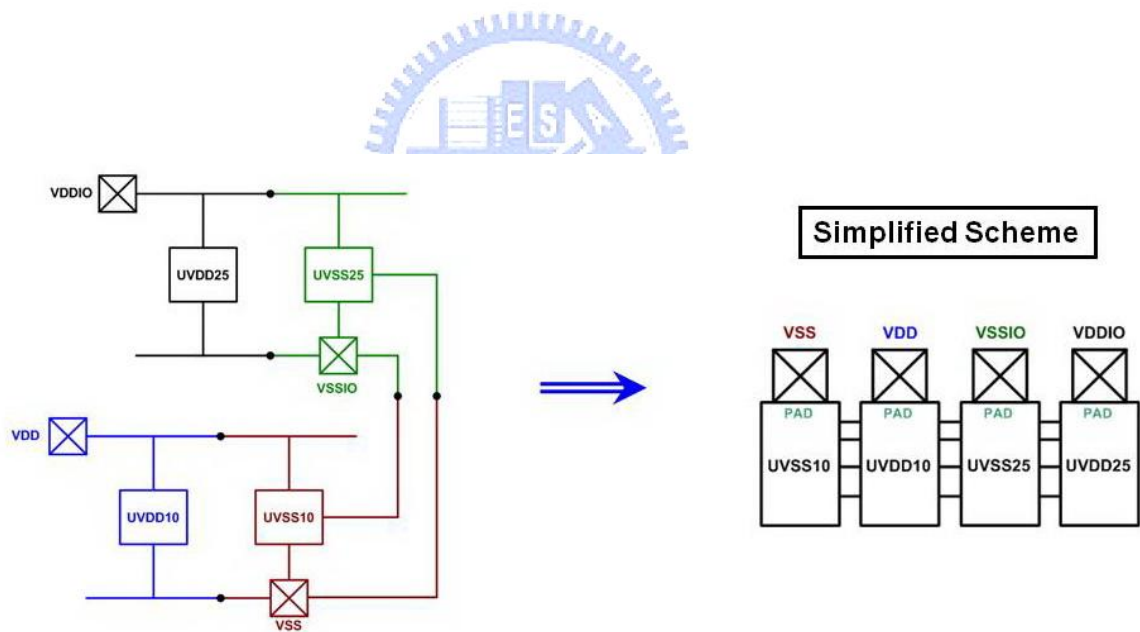 ESA
VDDIO
UVDD25
UVSS25
VSSIO
VDD
UVDD10
UVSS10
VSS
Simplified Scheme
VSS VDD VSSIO VDDIO
PAD PAD PAD PAD
UVSS10 UVDD10 UVSS25 UVDD25